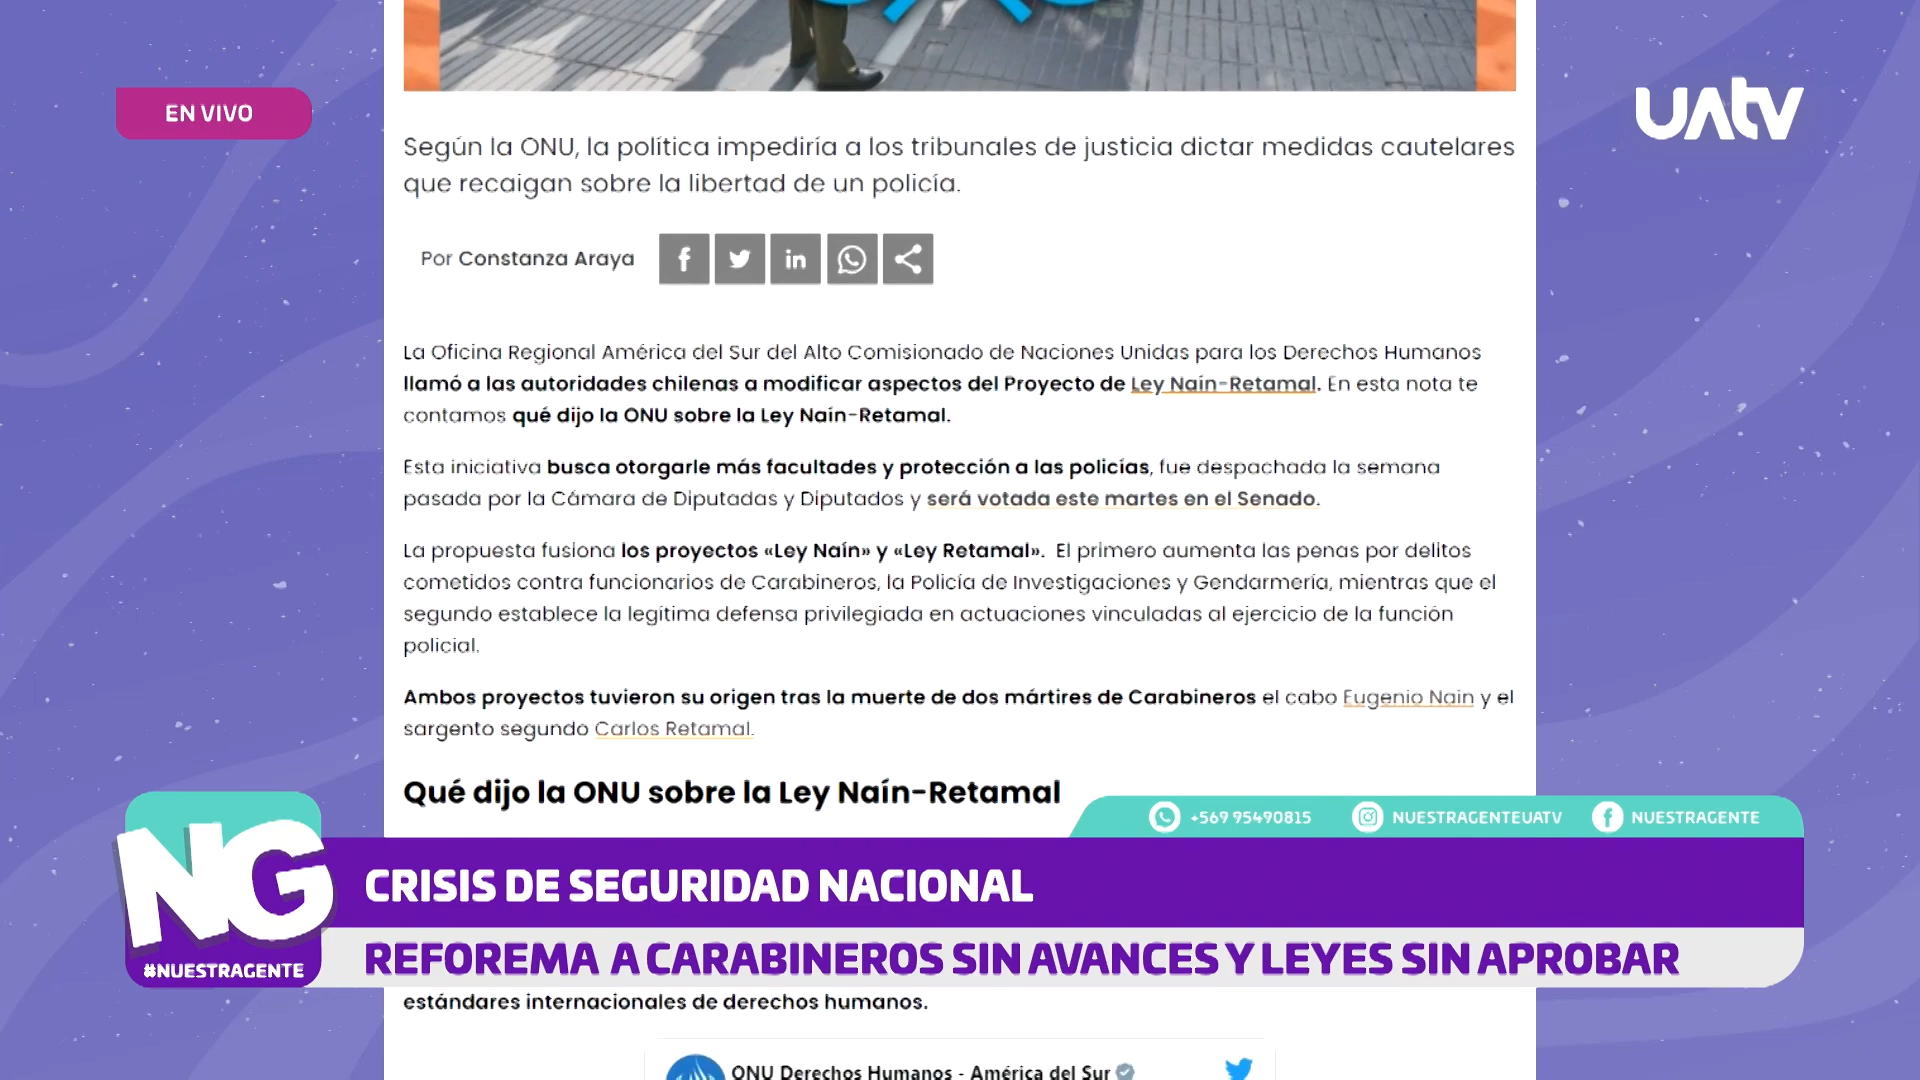 EN VIVO
UATV
Según la ONU, la política impediría a los tribunales de justicia dictar medidas cautelares
que recaigan sobre la libertad de un policía.
Por Constanza Araya
La Oficina Regional América del Sur del Alto Comisionado de Naciones Unidas para los Derechos Humanos
llamó a las autoridades chilenas a modificar aspectos del Proyecto de Ley Naín-Retamal. En esta nota te
contamos qué dijo la ONU sobre la Ley Naín-Retamal.
Esta iniciativa busca otorgarle más facultades y protección a las policías, fue despachada la semana
pasada por la Cámara de Diputadas y Diputados y será votada este martes en el Senado.
La propuesta fusiona los proyectos «Ley Naín» y «Ley Retamal». El primero aumenta las penas por delitos
cometidos contra funcionarios de Carabineros, la Policía de Investigaciones y Gendarmería, mientras que el
segundo establece la legítima defensa privilegiada en actuaciones vinculadas al ejercicio de la función
policial.
Ambos proyectos tuvieron su origen tras la muerte de dos mártires de Carabineros el cabo Eugenio Nain y el
sargento segundo Carlos Retamal.
Qué dijo la ONU sobre la Ley Naín-Retamal
+569 95490815 NUESTRAGENTEUATV NUESTRAGENTE
NG
#NUESTRAGENTE
CRISIS DE SEGURIDAD NACIONAL
REFOREMA A CARABINEROS SIN AVANCES Y LEYES SIN APROBAR
estándares internacionales de derechos humanos.
ONU Derechos Humanos - América del Sur